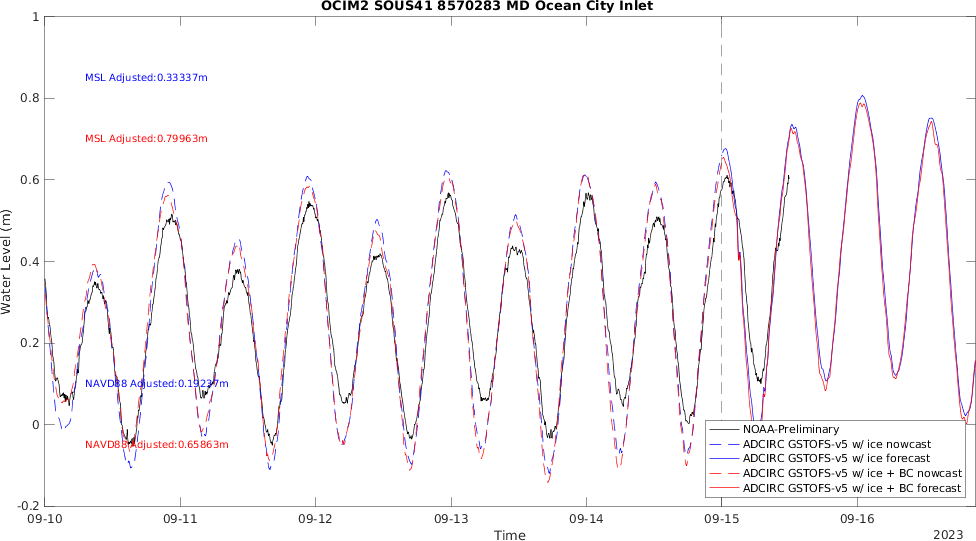 OCIM2 SOUS41 8570283 MD Ocean City Inlet
1
0.8
0.6
0.4
0.2
0
-0.2
Water Level (m)
MSL Adjusted:0.33337m
MSL Adjusted:0.79963m
NAVD88 Adjusted:0.19237m
NAVD88 Adjusted:0.65863m
NOAA-Preliminary
ADCIRC GSTOFS-v5 w/ ice nowcast
ADCIRC GSTOFS-v5 w/ ice forecast
ADCIRC GSTOFS-v5 w/ ice + BC nowcast
ADCIRC GSTOFS-v5 w/ ice + BC forecast
09-10 09-11 09-12 09-13 09-14 09-15 09-16
Time
2023